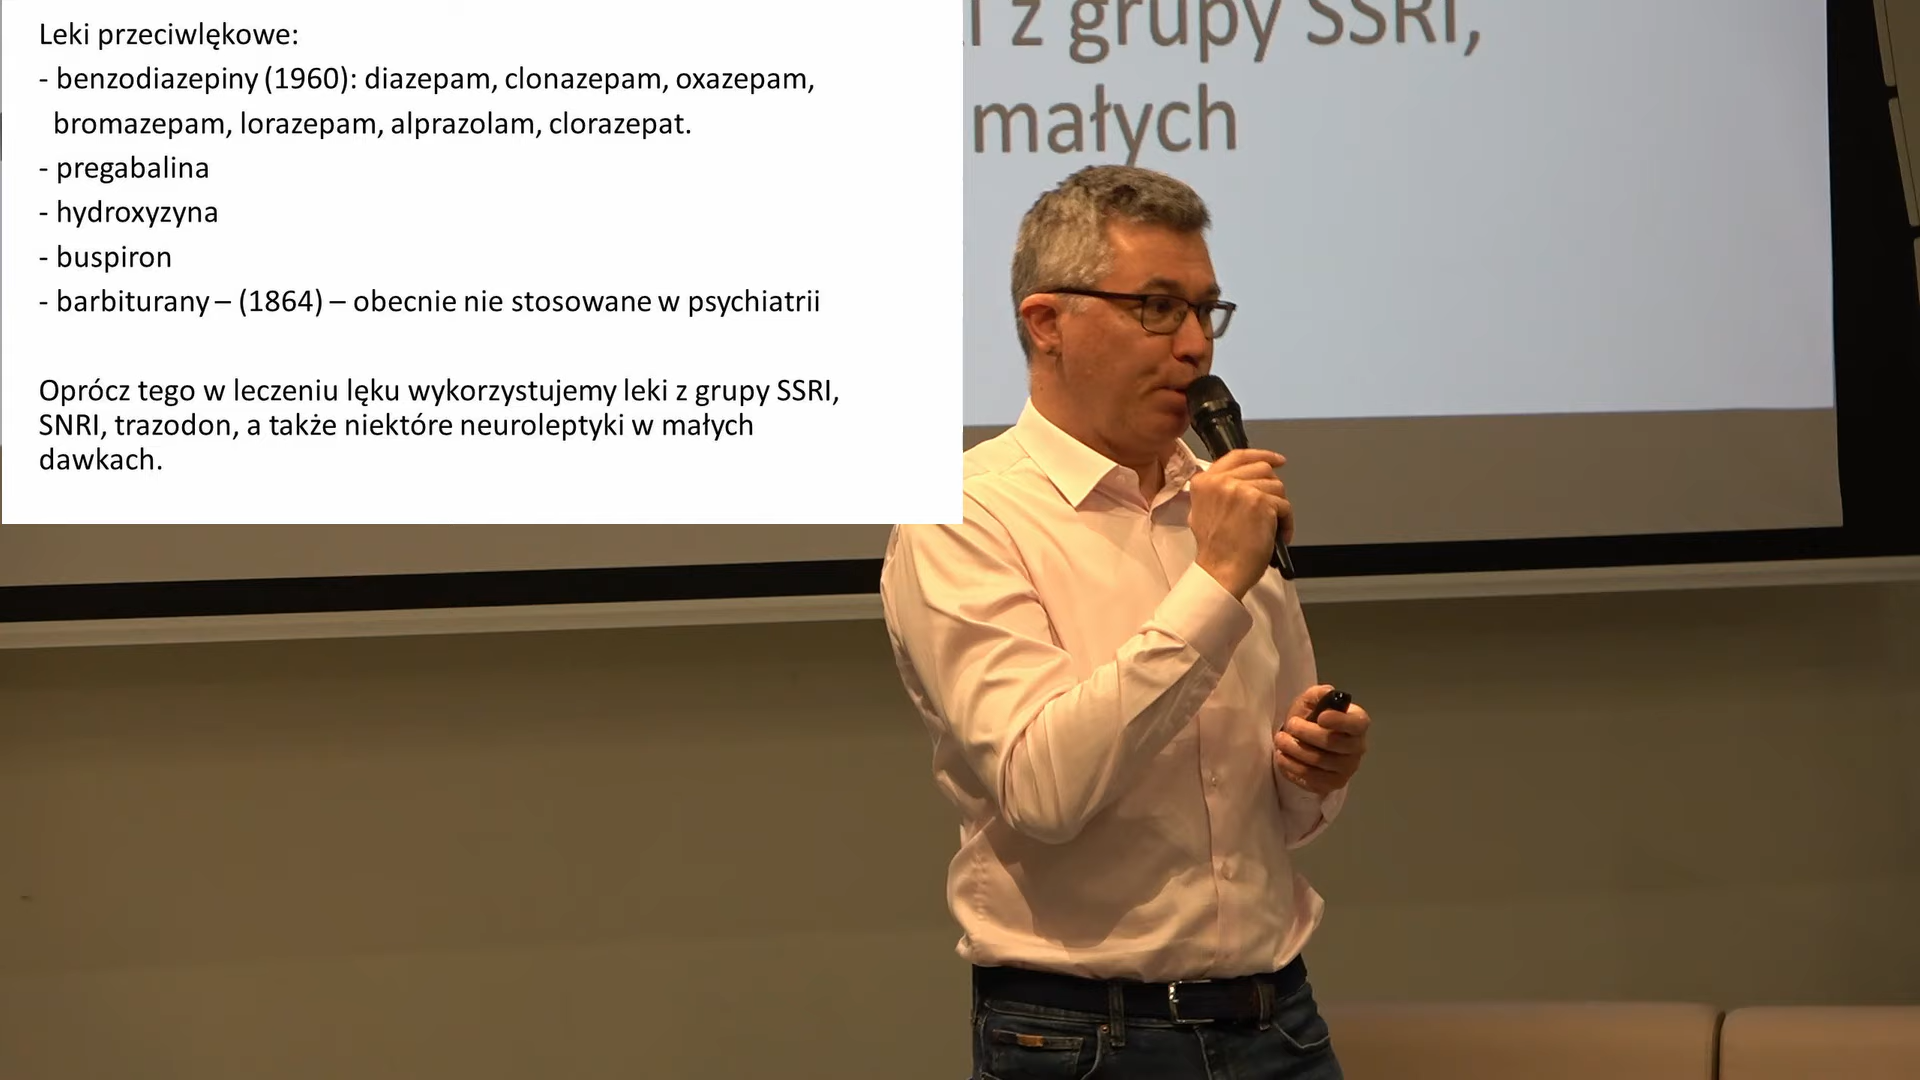 Leki przeciwlękowe:
- benzodiazepiny (1960): diazepam, clonazepam, oxazepam,
bromazepam, lorazepam, alprazolam, clorazepat.
- pregabalina
- hydroxyzyna
- buspiron
- barbiturany – (1864) – obecnie nie stosowane w psychiatrii
Oprócz tego w leczeniu lęku wykorzystujemy leki z grupy SSRI,
SNRI, trazodon, a także niektóre neuroleptyki w małych
dawkach.
z grupy SSRI,
małych